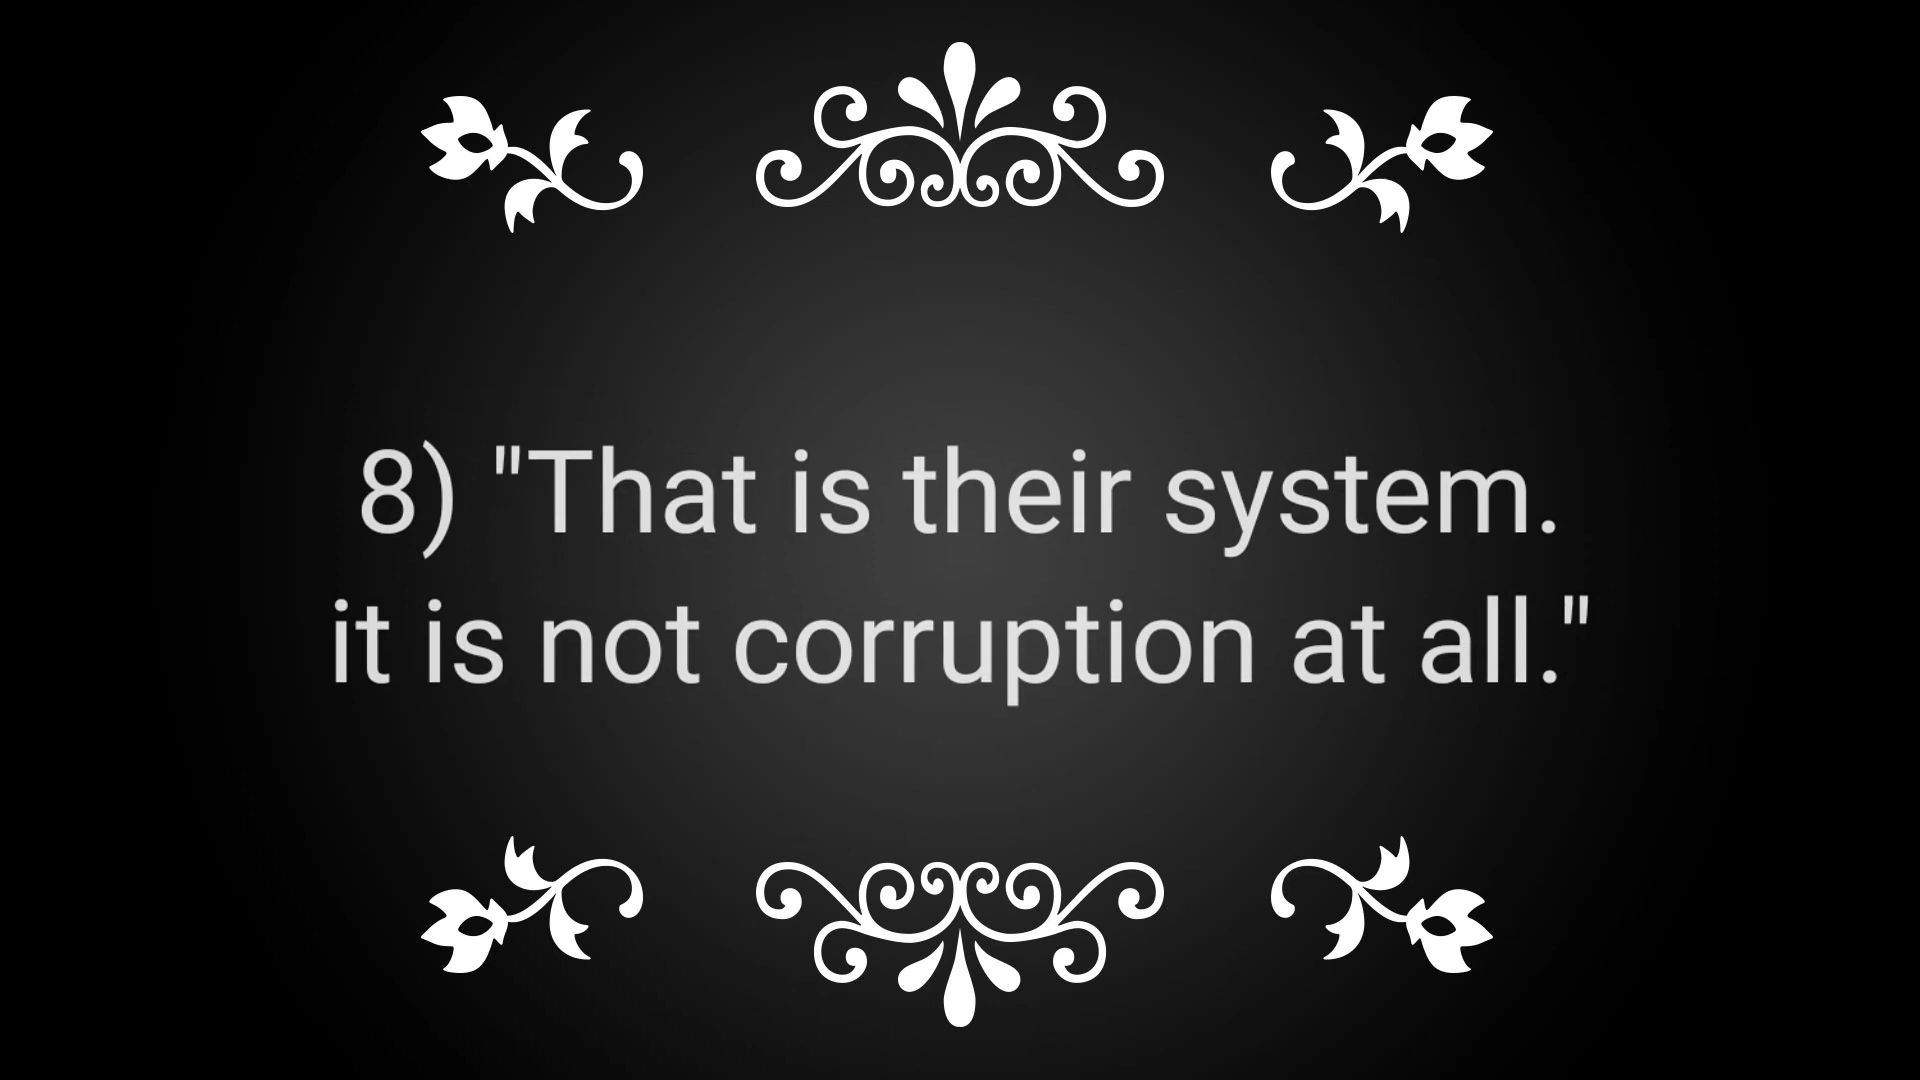 8) "That is their system.
it is not corruption at all."